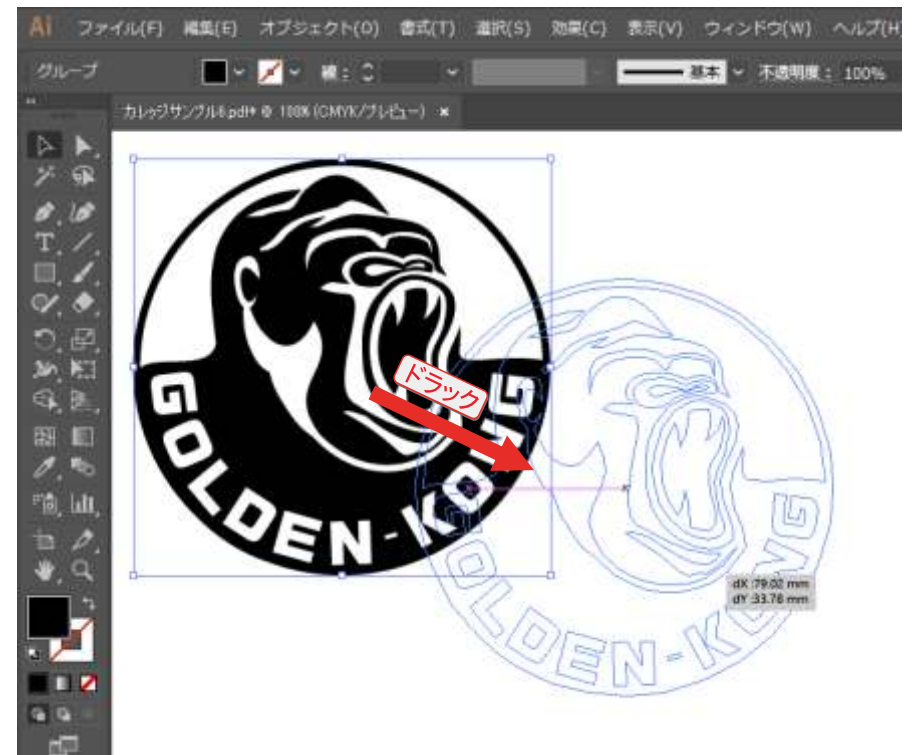 Ai ファイル(F) 編集(E) オブジェクト(O) 書式(T) 選択(S) 効果(C) 表示(V) ウィンドウ(W) ヘルプ(H)
グループ 線： 基本 不透明度： 100%
カレッジサンプル6.pdf* @ 100% (CMYK/プレビュー) ×
ドラック
GOLDEN-KONG
GOLDEN-KONG
dX :79.02 mm
dY :33.78 mm